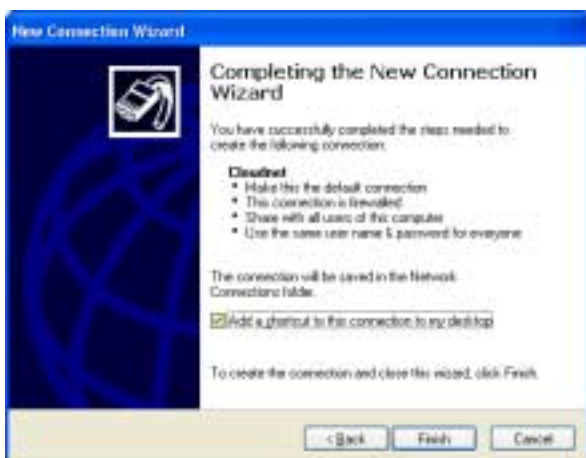 New Connection Wizard
Completing the New Connection
Wizard
You have successfully completed the steps needed to
create the following connection:
Cloudnet
* Make this the default connection
* This connection is firewalled
* Share with all users of this computer
* Use the same user name & password for everyone
The connection will be saved in the Network
Connections folder.
Add a shortcut to this connection to my desktop
To create the connection and close this wizard, click Finish.
< Back
Finish
Cancel